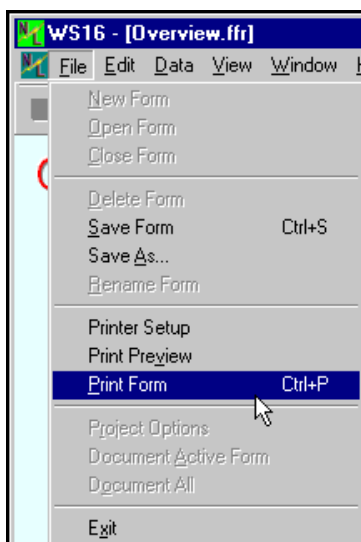 WS16 - [Overview.ffr]
File Edit Data View Window
New Form
Open Form
Close Form
Delete Form
Save Form Ctrl+S
Save As...
Rename Form
Printer Setup
Print Preview
Print Form Ctrl+P
Project Options
Document Active Form
Document All
Exit